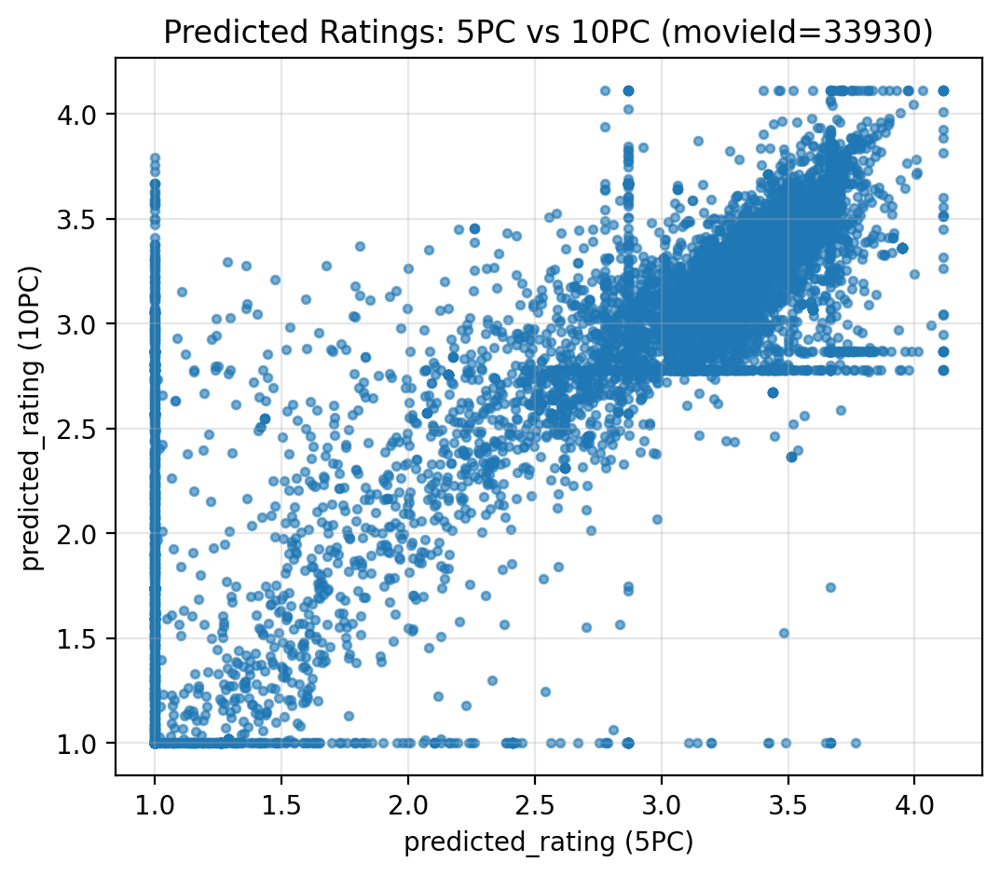 Predicted Ratings: 5PC vs 10PC (movieId=33930)
predicted_rating (10PC)
4.0
3.5
3.0
2.5
2.0
1.5
1.0
1.0 1.5 2.0 2.5 3.0 3.5 4.0
predicted_rating (5PC)